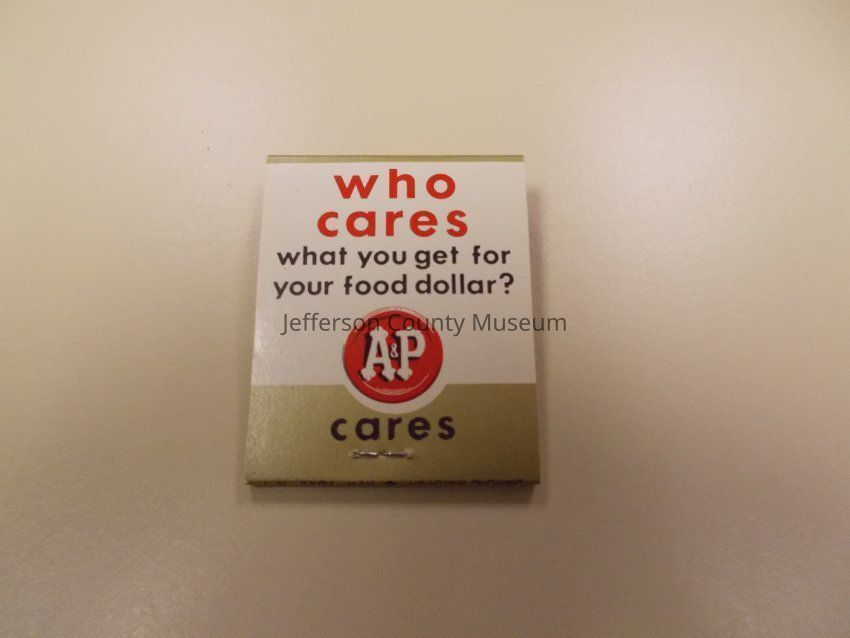 who
cares
what you get for
your food dollar?
Jefferson County Museum
A&P
cares